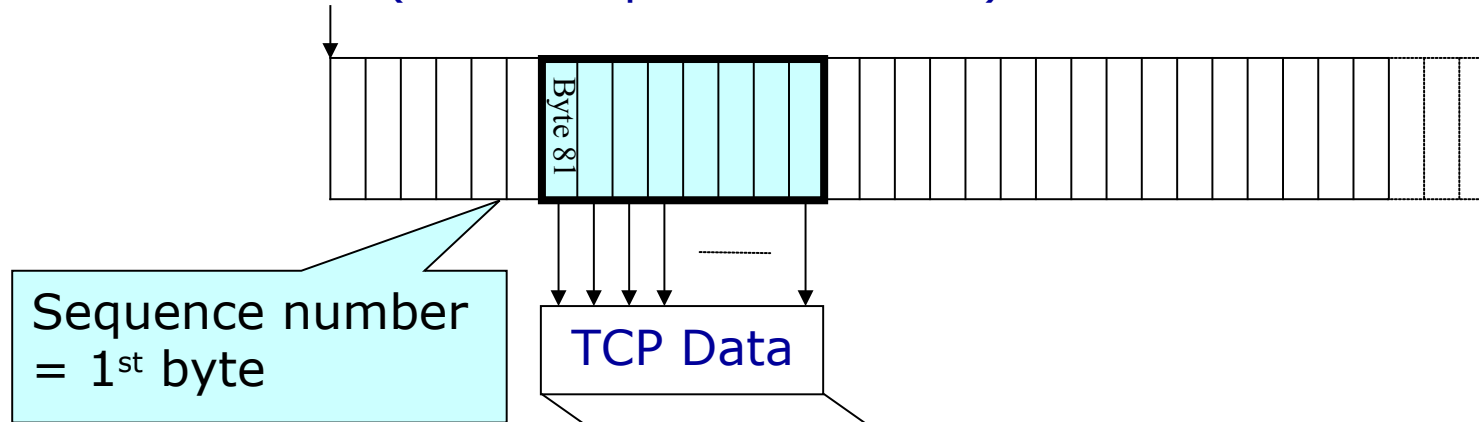 Byte 81
Sequence number
= 1st byte
TCP Data